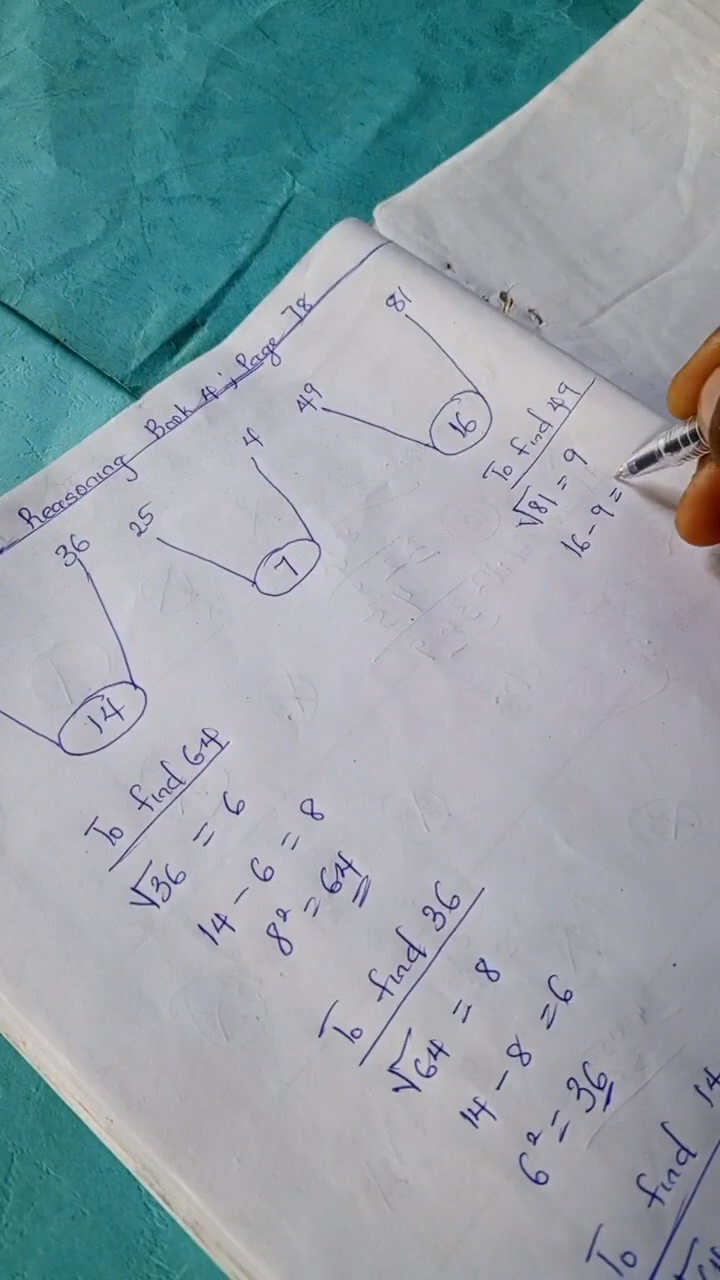 Reasoning Book 4; Page 78
36
14
25
4
7
49
81
16
To find 64
√36 = 6
14 - 6 = 8
8² = 64
To find 36
√64 = 8
14 - 8 = 6
6² = 36
To find 14
To find 49
√81 = 9
16 - 9 =